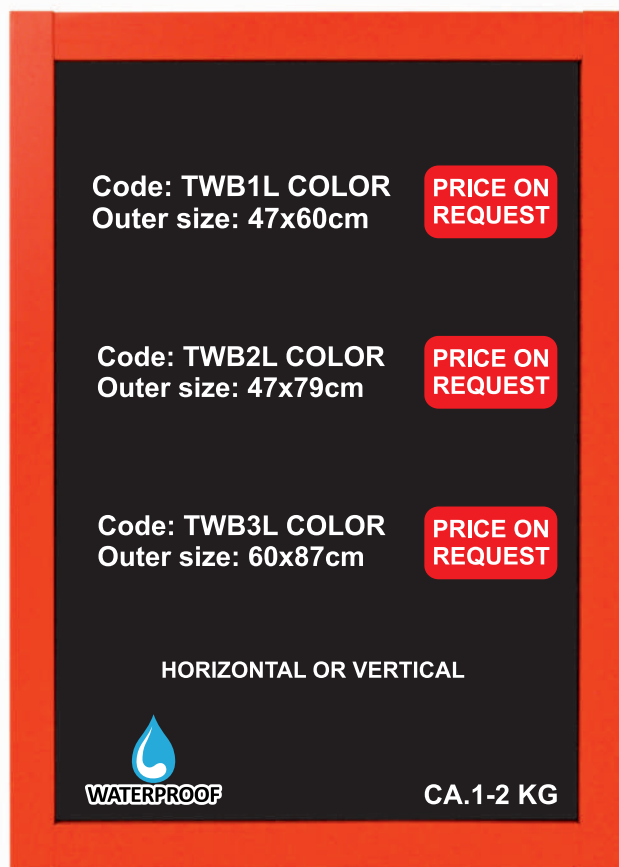 Code: TWB1L COLOR
Outer size: 47x60cm
PRICE ON
REQUEST
Code: TWB2L COLOR
Outer size: 47x79cm
PRICE ON
REQUEST
Code: TWB3L COLOR
Outer size: 60x87cm
PRICE ON
REQUEST
HORIZONTAL OR VERTICAL
WATERPROOF
CA.1-2 KG